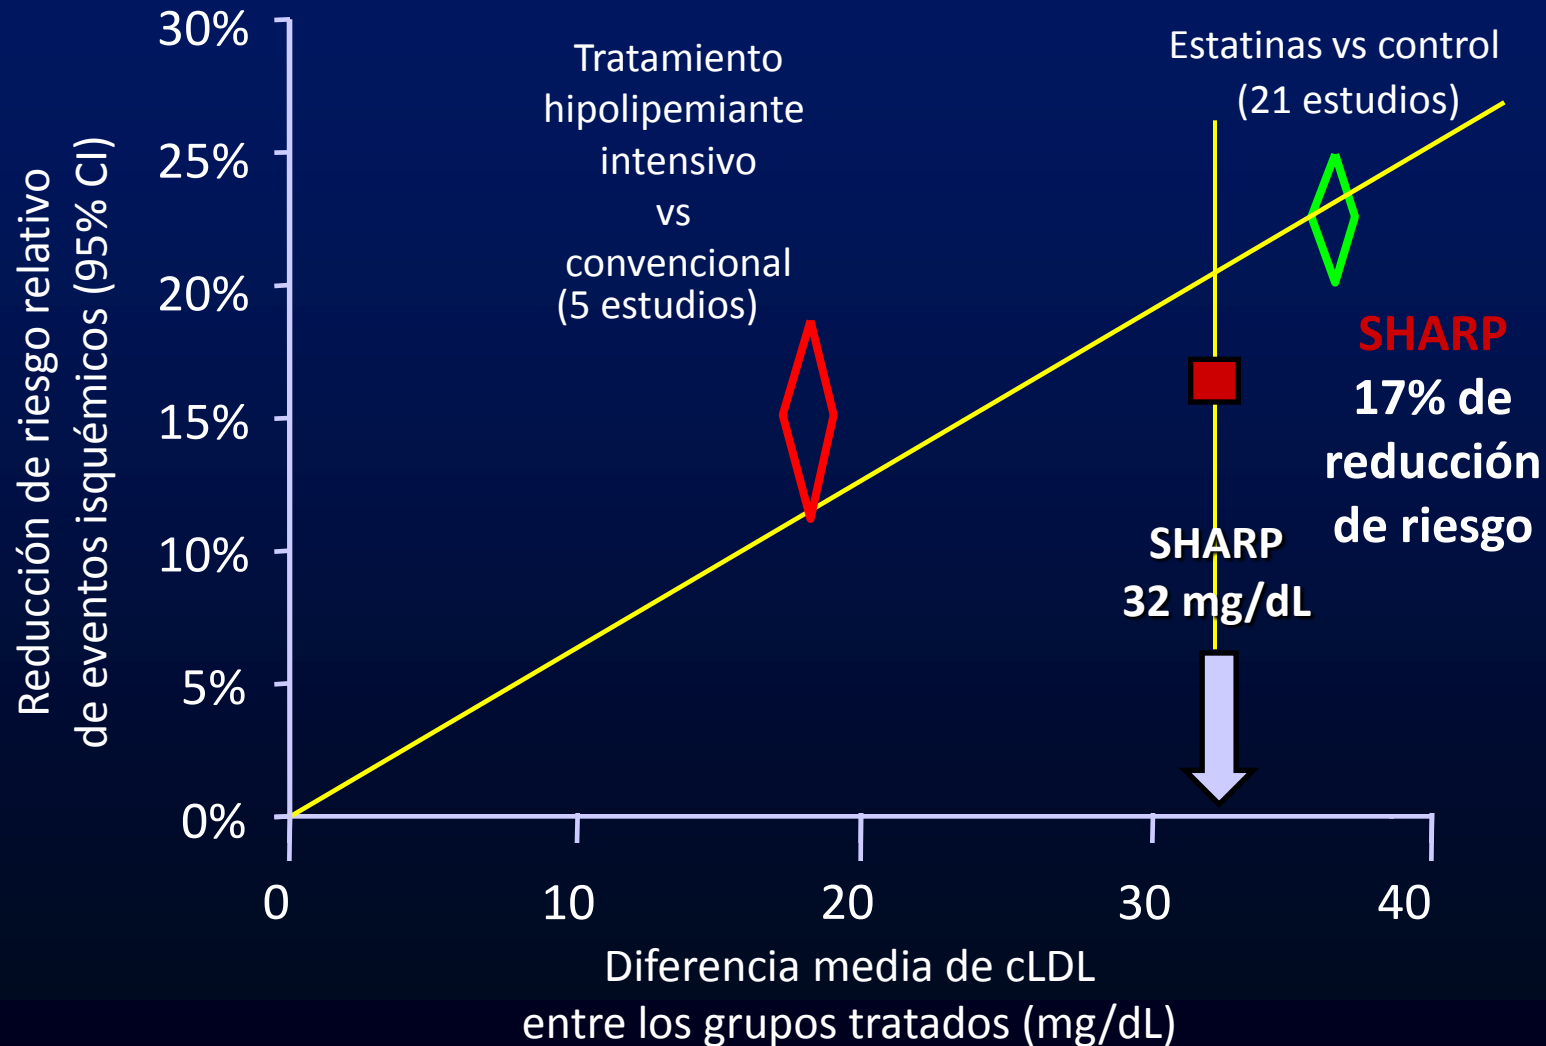 Reducción de riesgo relativo
de eventos isquémicos (95% CI)
30%
25%
20%
15%
10%
5%
0%
Tratamiento
hipolipemiante
intensivo
vs
convencional
(5 estudios)
Estatinas vs control
(21 estudios)
SHARP
17% de
reducción
de riesgo
SHARP
32 mg/dL
0
10
20
30
40
Diferencia media de cLDL
entre los grupos tratados (mg/dL)